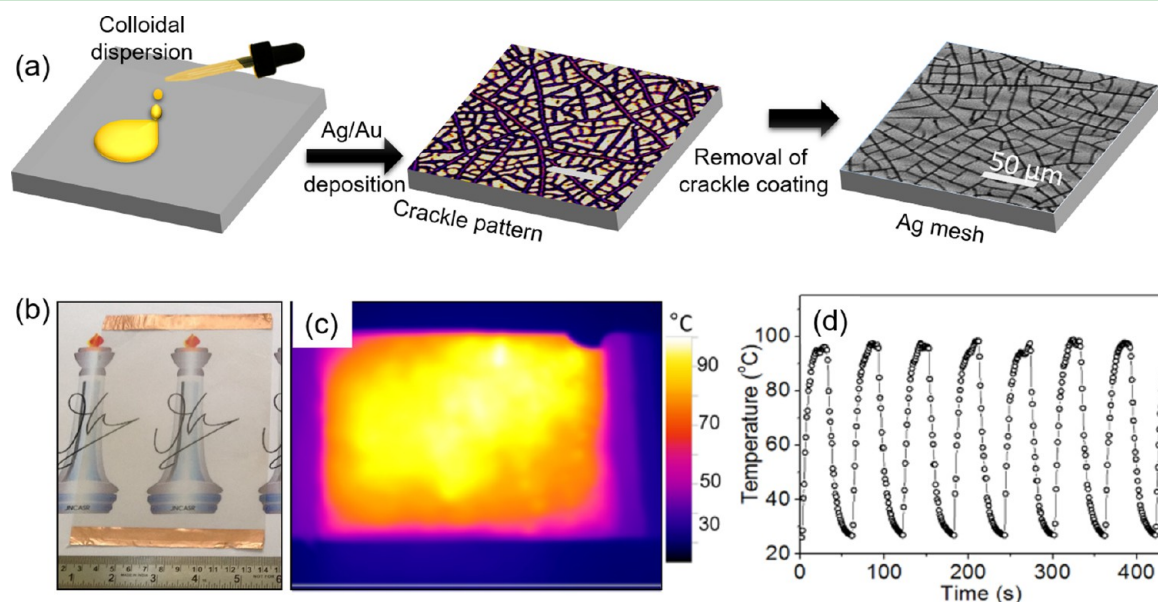 Colloidal
dispersion
(a)
Ag/Au
deposition
Crackle pattern
Removal of
crackle coating
50 µm
Ag mesh
(b)
JNCASR
(c)
°C
90
70
50
30
(d)
Temperature (°C)
100
80
60
40
20
0
100
200
300
400
Time (s)